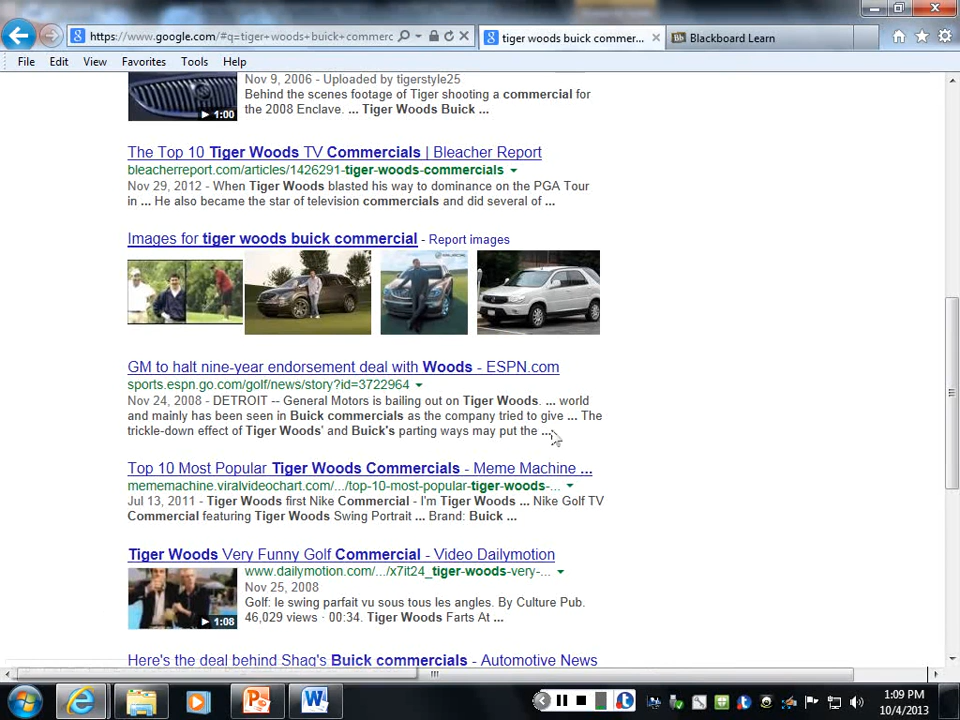 https://www.google.com/#q=tiger+woods+buick+commerc
tiger woods buick commer...
Blackboard Learn
File Edit View Favorites Tools Help
Nov 9, 2006 - Uploaded by tigerstyle25
Behind the scenes footage of Tiger shooting a commercial for
the 2008 Enclave. ... Tiger Woods Buick ...
1:00
The Top 10 Tiger Woods TV Commercials | Bleacher Report
bleacherreport.com/articles/1426291-tiger-woods-commercials
Nov 29, 2012 - When Tiger Woods blasted his way to dominance on the PGA Tour
in ... He also became the star of television commercials and did several of ...
Images for tiger woods buick commercial - Report images
GM to halt nine-year endorsement deal with Woods - ESPN.com
sports.espn.go.com/golf/news/story?id=3722964
Nov 24, 2008 - DETROIT -- General Motors is bailing out on Tiger Woods. ... world
and mainly has been seen in Buick commercials as the company tried to give ... The
trickle-down effect of Tiger Woods' and Buick's parting ways may put the ...
Top 10 Most Popular Tiger Woods Commercials - Meme Machine ...
mememachine.viralvideochart.com/.../top-10-most-popular-tiger-woods-...
Jul 13, 2011 - Tiger Woods first Nike Commercial - I'm Tiger Woods ... Nike Golf TV
Commercial featuring Tiger Woods Swing Portrait ... Brand: Buick ...
Tiger Woods Very Funny Golf Commercial - Video Dailymotion
www.dailymotion.com/.../x7it24_tiger-woods-very-...
Nov 25, 2008
Golf: le swing parfait vu sous tous les angles. By Culture Pub.
46,029 views · 00:34. Tiger Woods Farts At ...
1:08
Here's the deal behind Shaq's Buick commercials - Automotive News
1:09 PM
10/4/2013